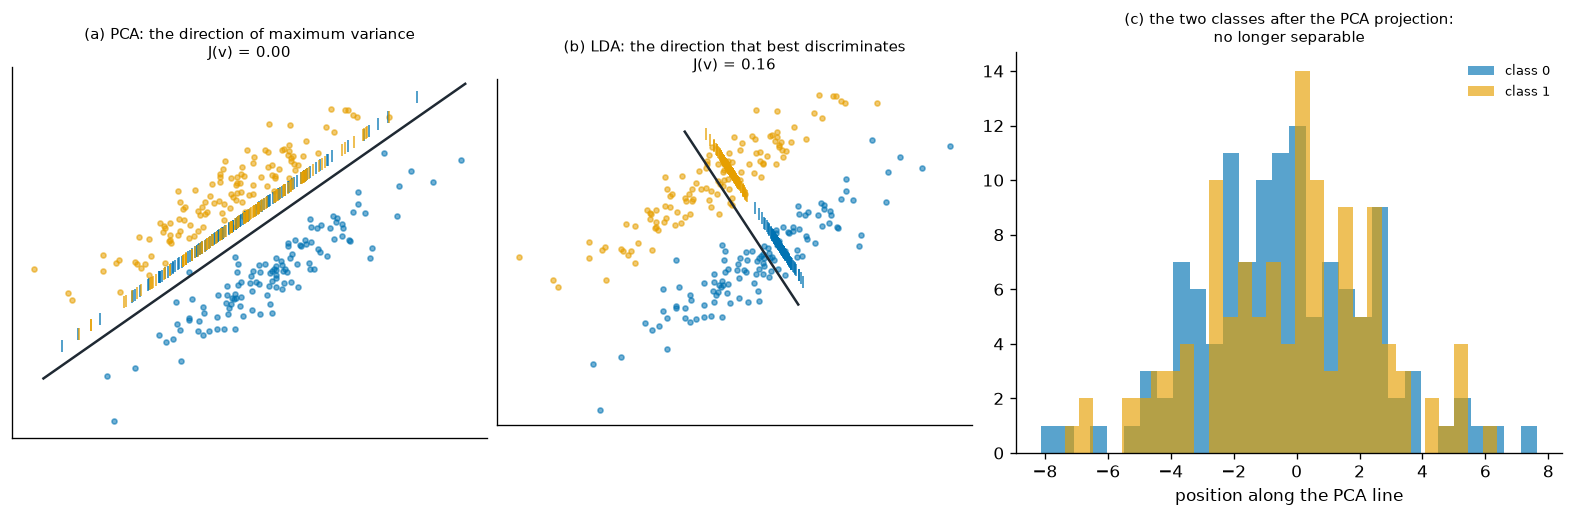 (a) PCA: the direction of maximum variance
J(v) = 0.00
(b) LDA: the direction that best discriminates
J(v) = 0.16
(c) the two classes after the PCA projection:
no longer separable
class 0
class 1
14
12
10
8
6
4
2
0
−8 −6 −4 −2 0 2 4 6 8
position along the PCA line